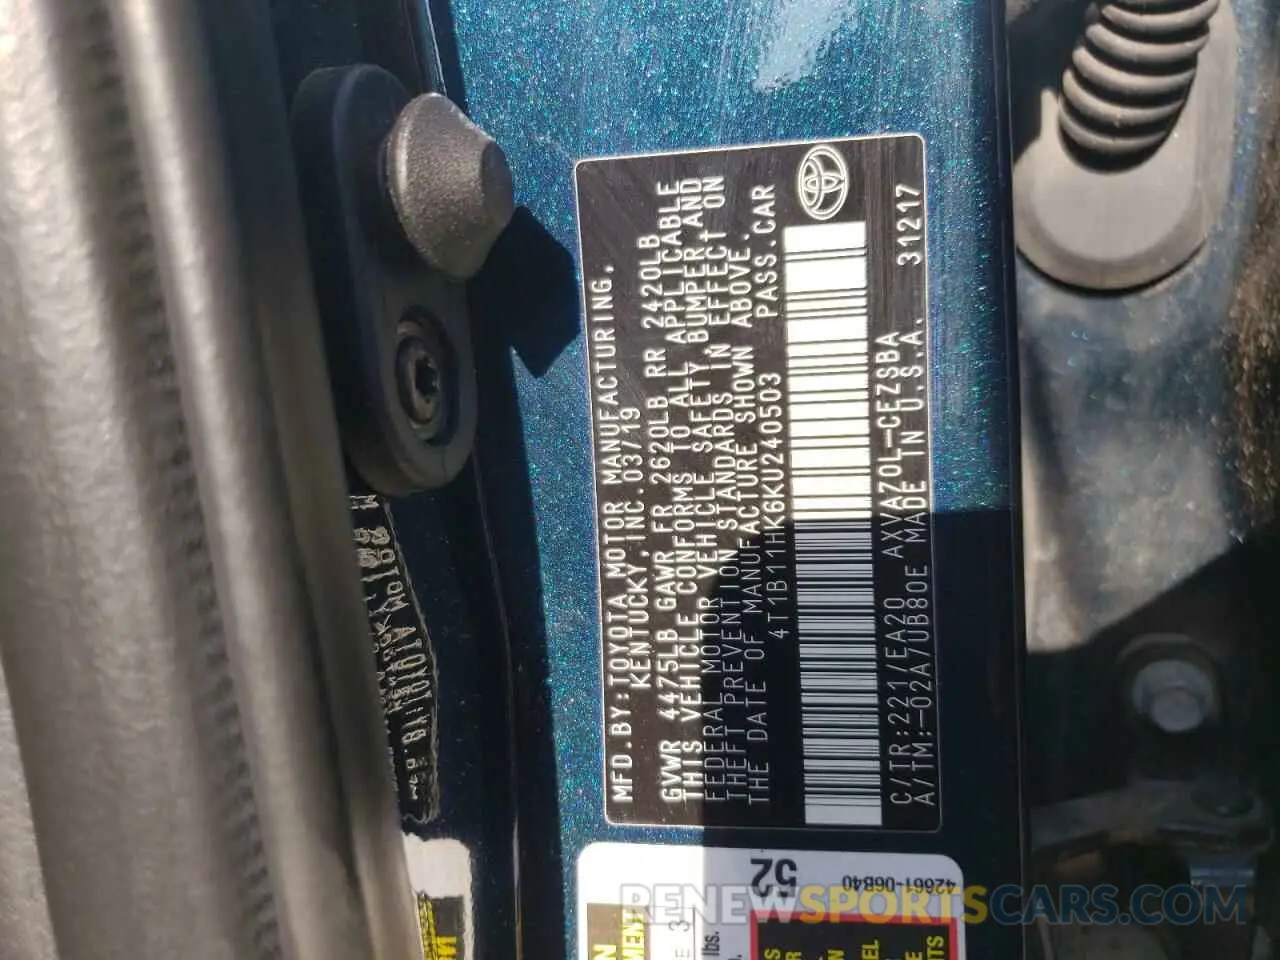 MFD.BY:TOYOTA MOTOR MANUFACTURING,
KENTUCKY, INC. 03/19
GVWR 4475LB GAWR FR 2620LB RR 2420LB
THIS VEHICLE CONFORMS TO ALL APPLICABLE
FEDERAL MOTOR VEHICLE SAFETY, BUMPER, AND
THEFT PREVENTION STANDARDS IN EFFECT ON
THE DATE OF MANUFACTURE SHOWN ABOVE.
4T1B11HK6KU240503 PASS.CAR
C/TR:221/EA20 AXVA70L-CEZSBA
A/TM:-02A/UB80E MADE IN U.S.A. 31217
52
42661-06B40
lbs.
RENEWSPORTSCARS.COM